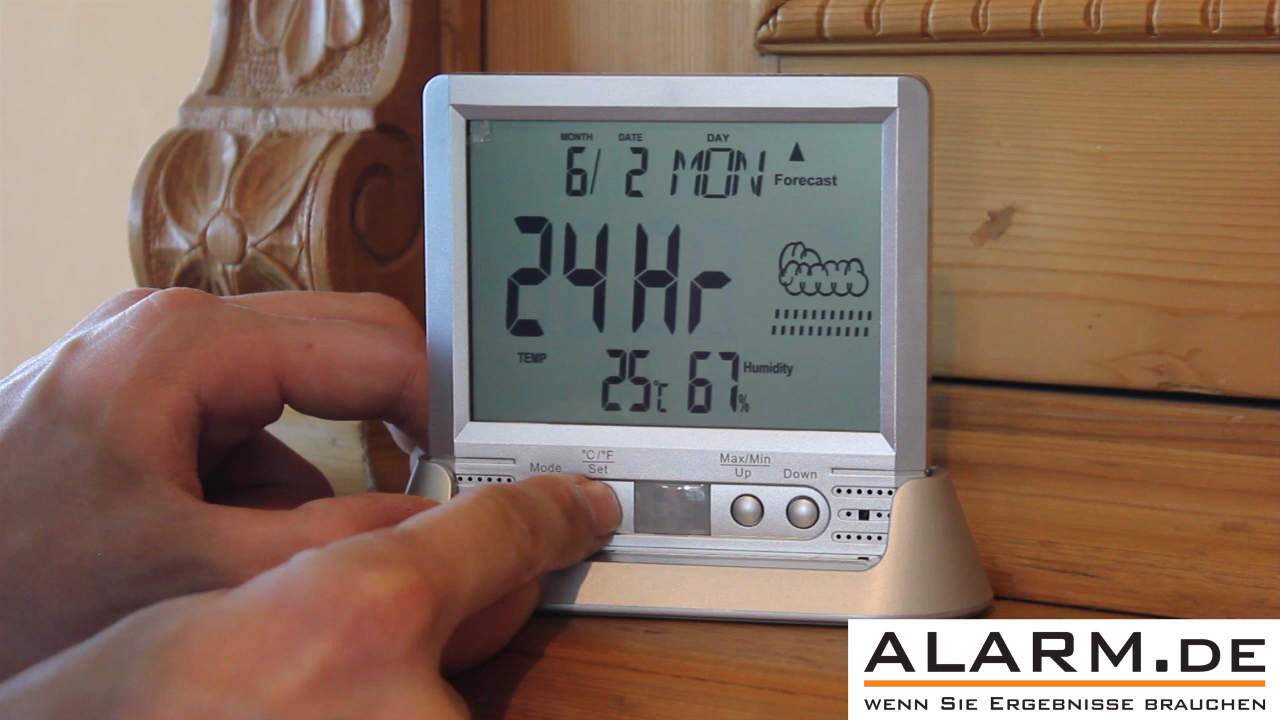 MONTH DATE DAY
6/ 2 MON
Forecast
24Hr
TEMP 25°C 67% Humidity
Mode °C/°F Set Max/Min Up Down
ALARM.DE
WENN SIE ERGEBNISSE BRAUCHEN